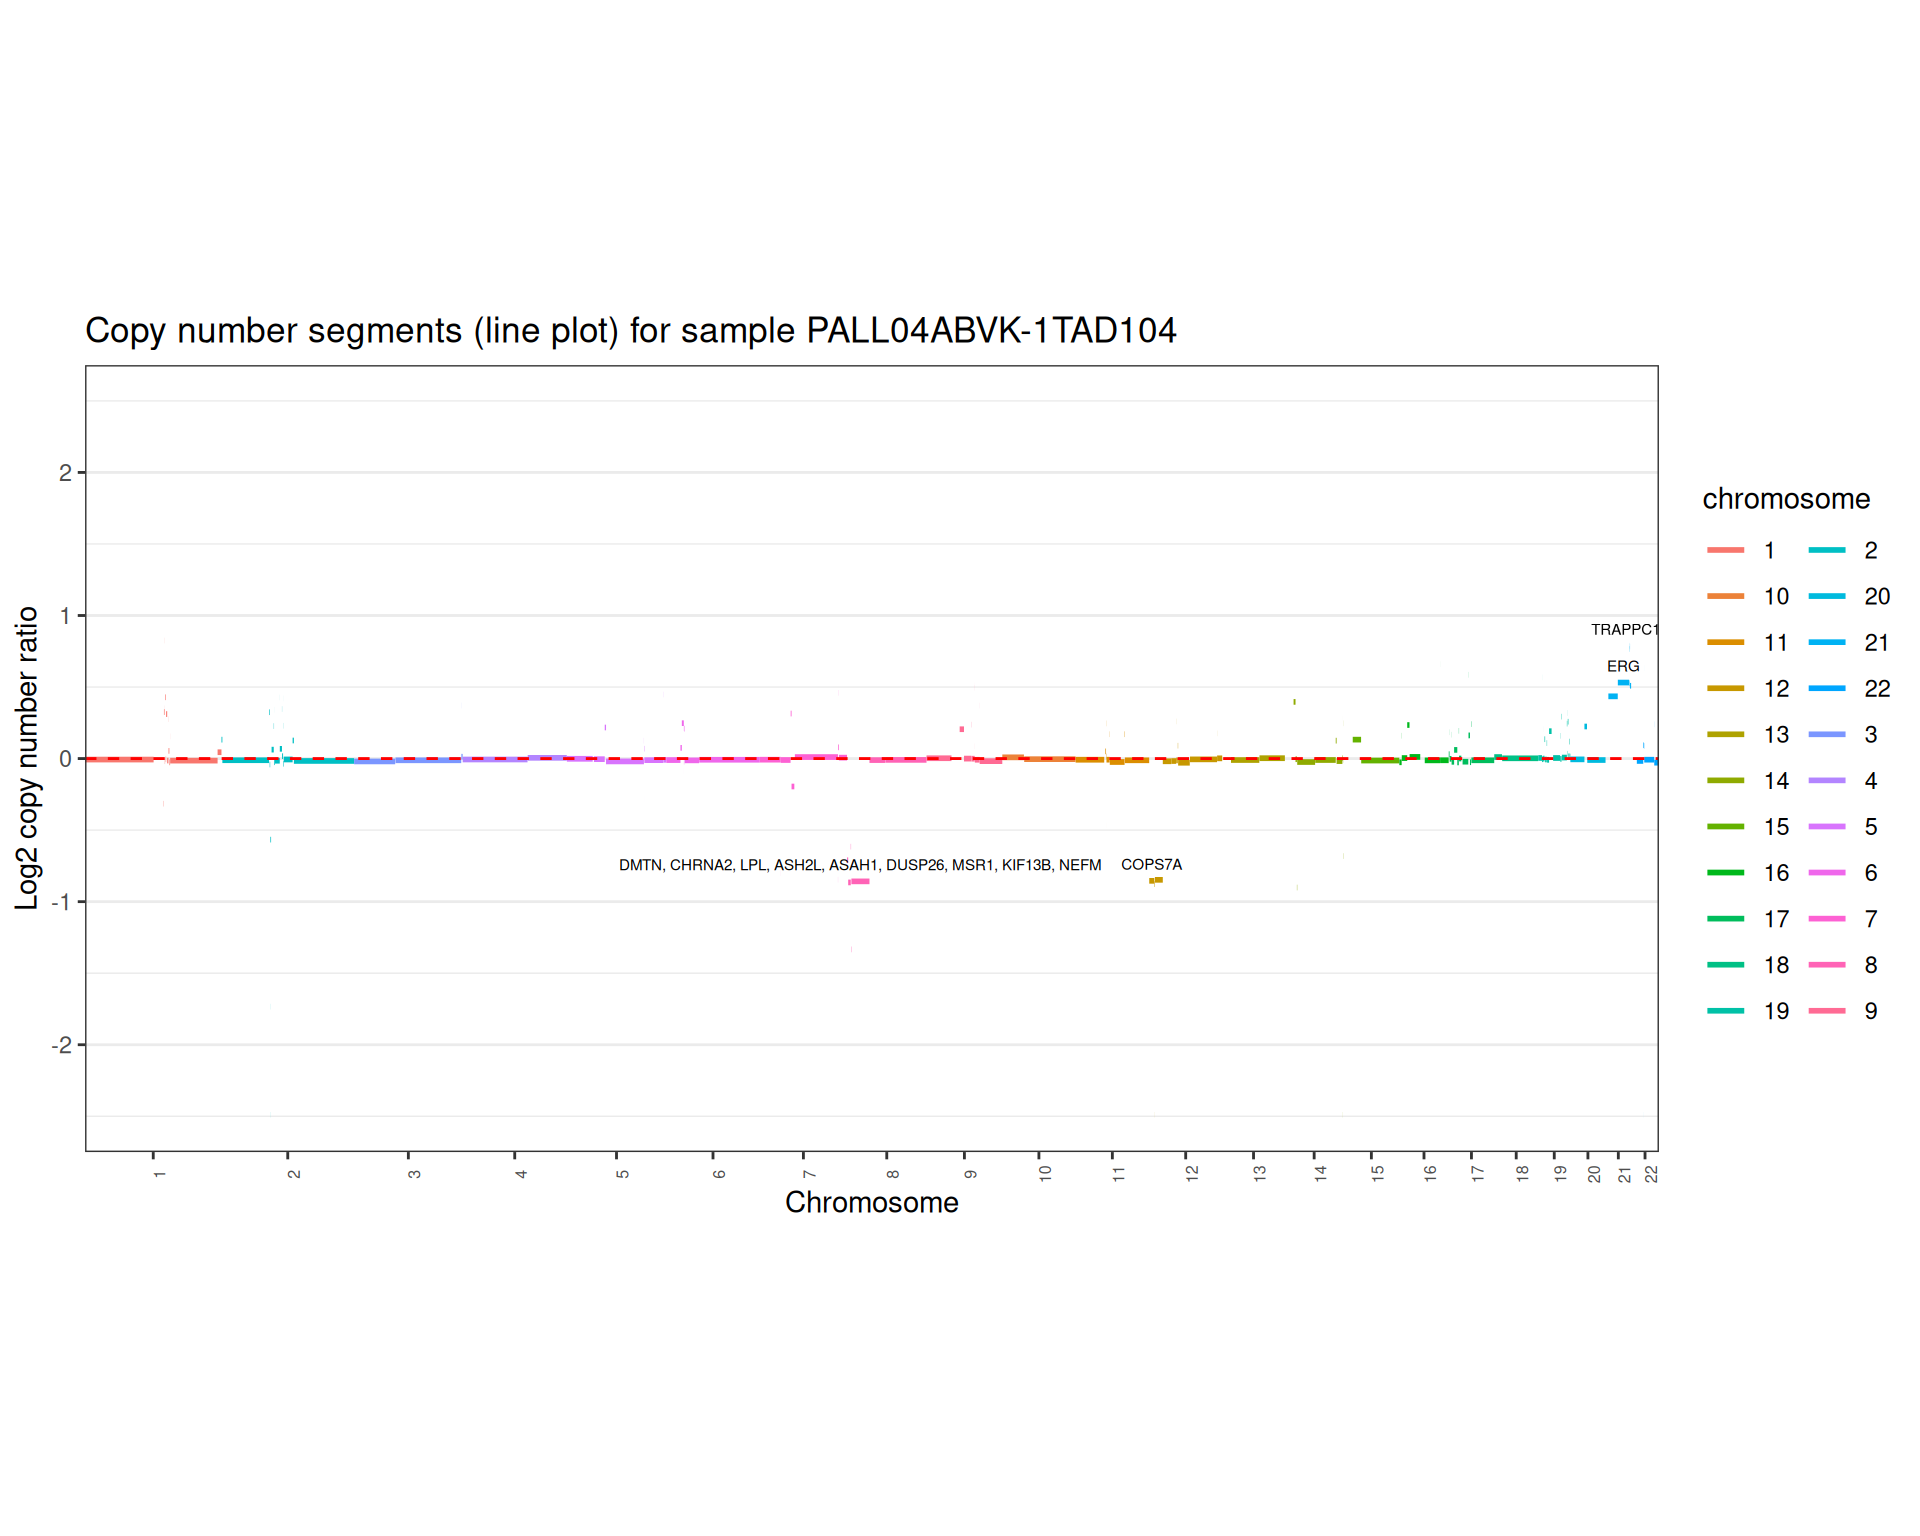 Copy number segments (line plot) for sample PALL04ABVK-1TAD104
Log2 copy number ratio
2
1
0
-1
-2
TRAPPC1
ERG
DMTN, CHRNA2, LPL, ASH2L, ASAH1, DUSP26, MSR1, KIF13B, NEFM
COPS7A
1 2 3 4 5 6 7 8 9 10 11 12 13 14 15 16 17 18 19 20 21 22
Chromosome
chromosome
1 2
10 20
11 21
12 22
13 3
14 4
15 5
16 6
17 7
18 8
19 9